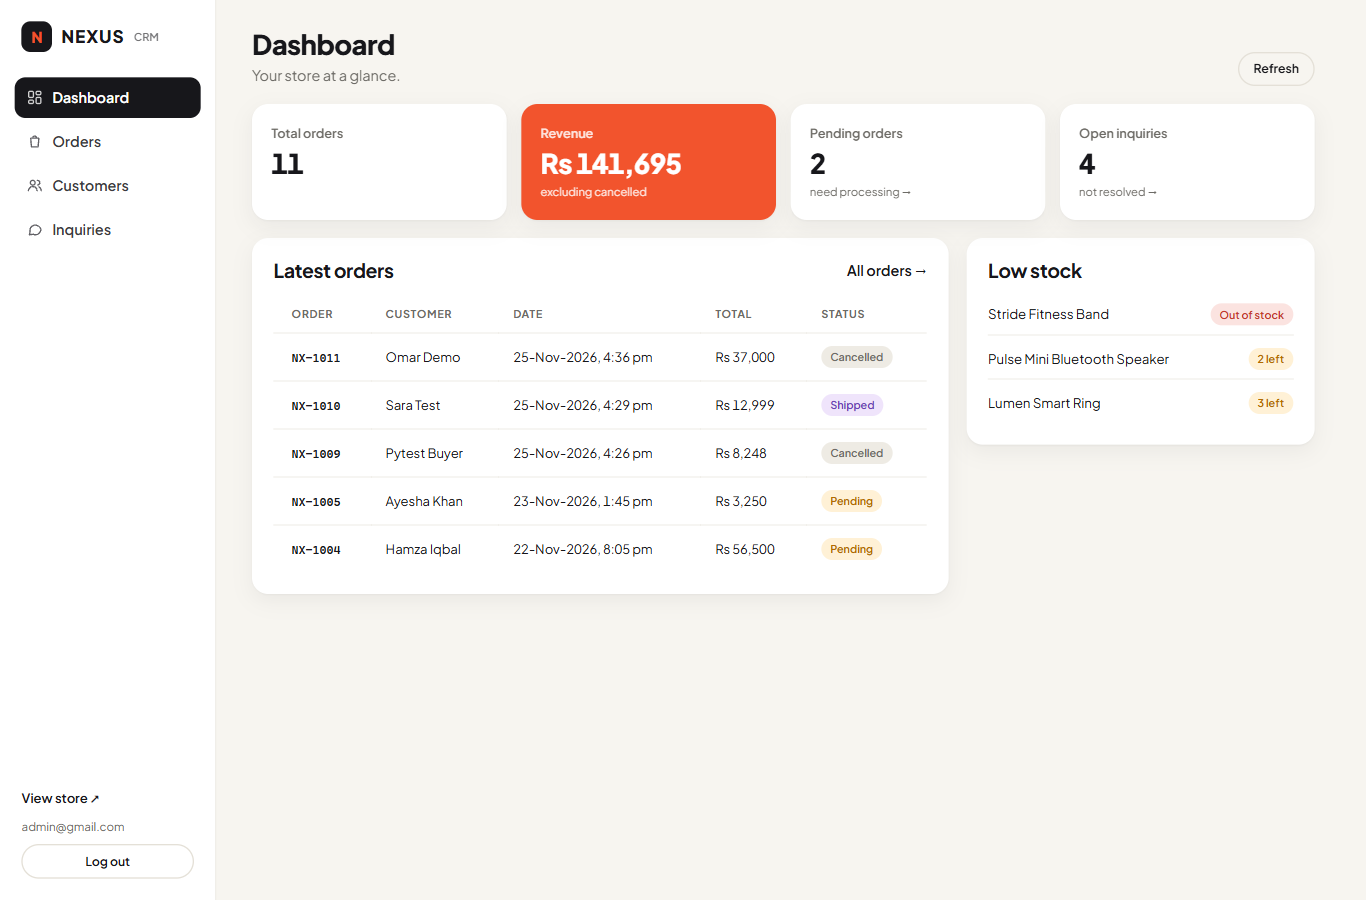 N NEXUS CRM
Dashboard
Orders
Customers
Inquiries
View store ↗
admin@gmail.com
Log out
Dashboard
Your store at a glance.
Refresh
Total orders
11
Revenue
Rs 141,695
excluding cancelled
Pending orders
2
need processing →
Open inquiries
4
not resolved →
Latest orders
All orders →
ORDER CUSTOMER DATE TOTAL STATUS
NX-1011 Omar Demo 25-Nov-2026, 4:36 pm Rs 37,000 Cancelled
NX-1010 Sara Test 25-Nov-2026, 4:29 pm Rs 12,999 Shipped
NX-1009 Pytest Buyer 25-Nov-2026, 4:26 pm Rs 8,248 Cancelled
NX-1005 Ayesha Khan 23-Nov-2026, 1:45 pm Rs 3,250 Pending
NX-1004 Hamza Iqbal 22-Nov-2026, 8:05 pm Rs 56,500 Pending
Low stock
Stride Fitness Band Out of stock
Pulse Mini Bluetooth Speaker 2 left
Lumen Smart Ring 3 left